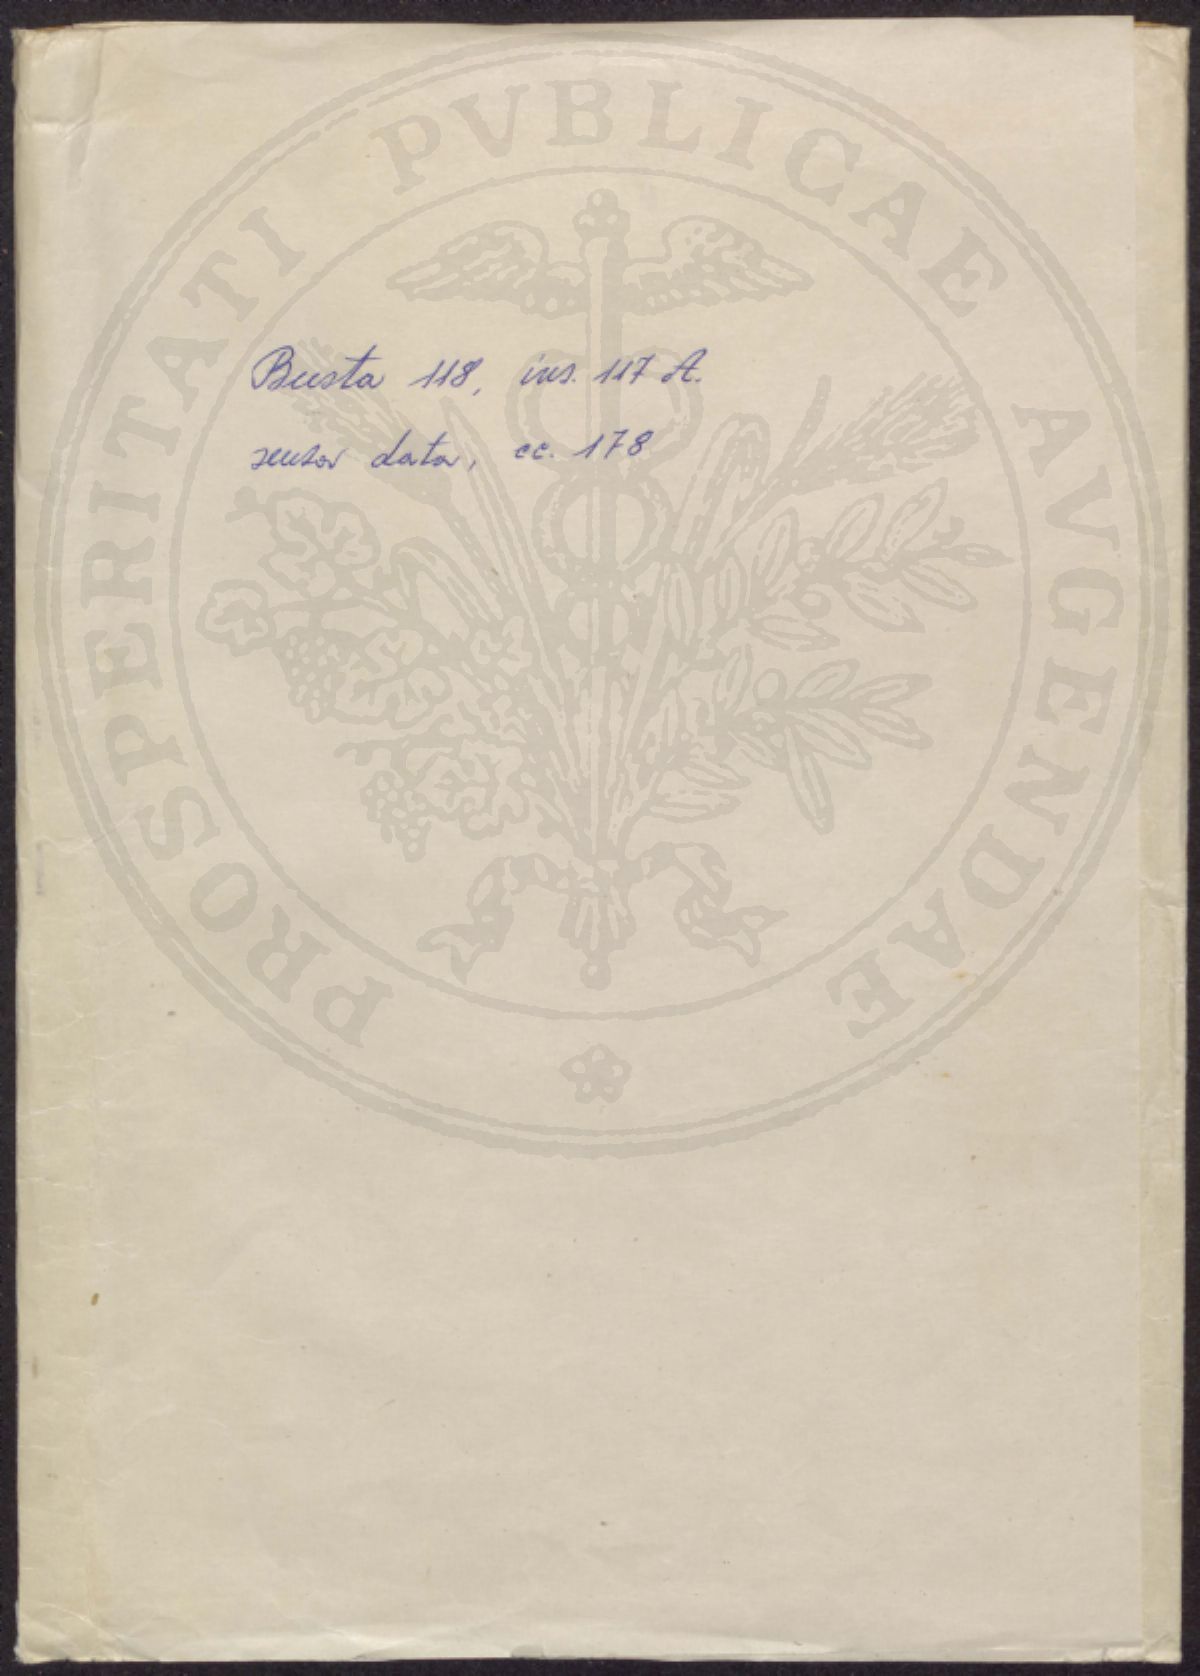 PROSPERITATI PVBLICAE AVGENDAE
Busta 118, ins. 117 A.
senza data, cc. 178